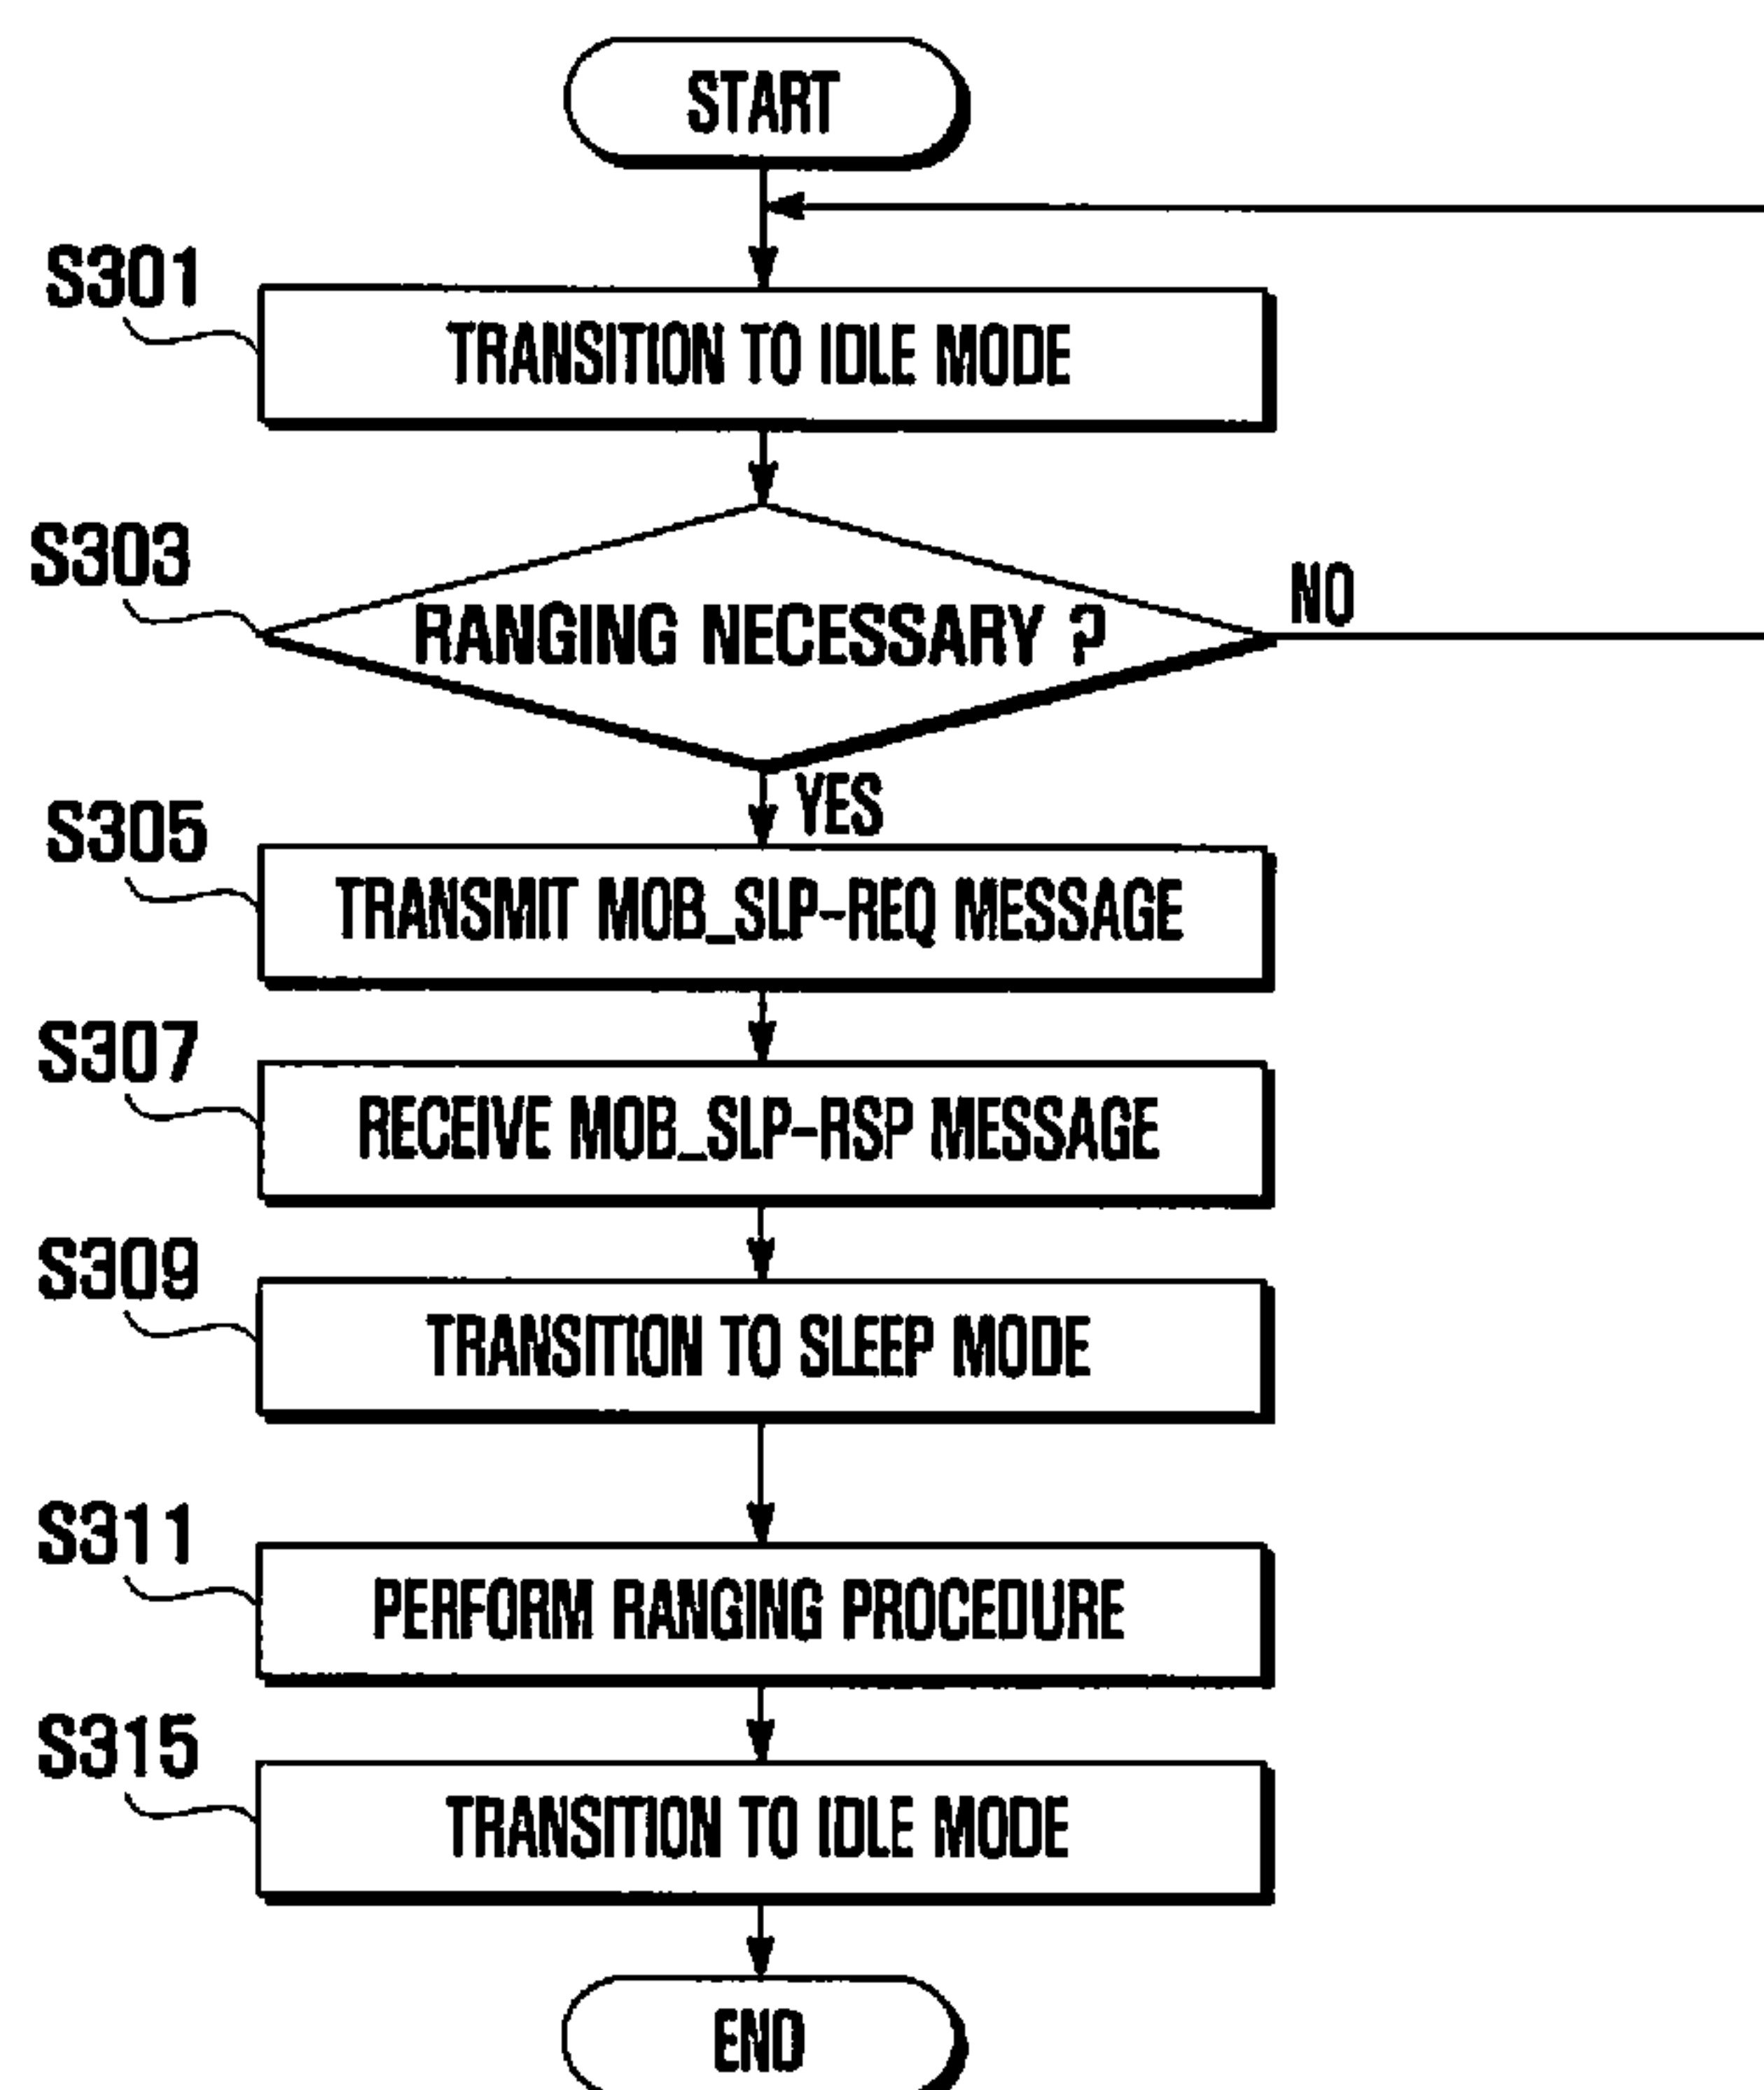 START
S301
TRANSITION TO IDLE MODE
S303
RANGING NECESSARY ?
NO
YES
S305
TRANSMIT MOB_SLP-REQ MESSAGE
S307
RECEIVE MOB_SLP-RSP MESSAGE
S309
TRANSITION TO SLEEP MODE
S311
PERFORM RANGING PROCEDURE
S315
TRANSITION TO IDLE MODE
END